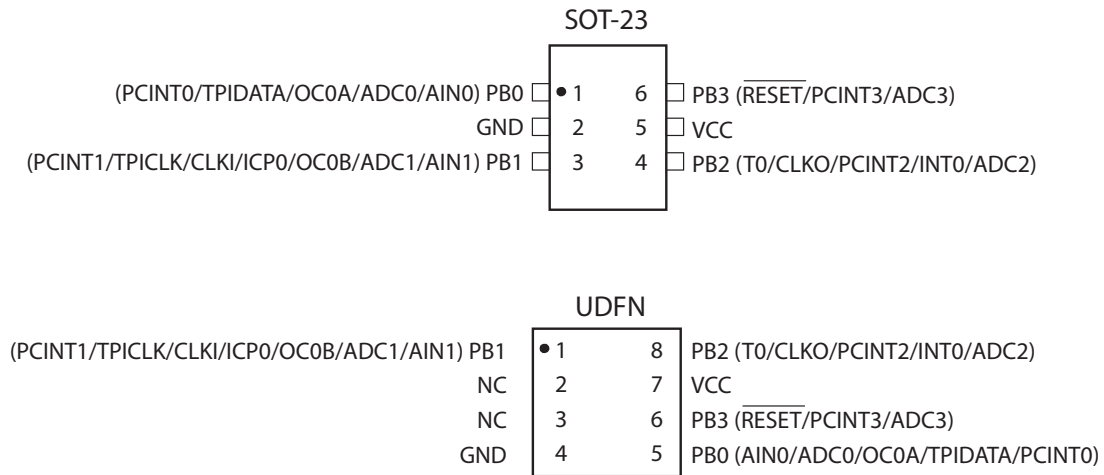 SOT-23
(PCINT0/TPIDATA/OC0A/ADC0/AIN0) PB0 1 6 PB3 (RESET/PCINT3/ADC3)
GND 2 5 VCC
(PCINT1/TPICLK/CLKI/ICP0/OC0B/ADC1/AIN1) PB1 3 4 PB2 (T0/CLKO/PCINT2/INT0/ADC2)
UDFN
(PCINT1/TPICLK/CLKI/ICP0/OC0B/ADC1/AIN1) PB1 1 8 PB2 (T0/CLKO/PCINT2/INT0/ADC2)
NC 2 7 VCC
NC 3 6 PB3 (RESET/PCINT3/ADC3)
GND 4 5 PB0 (AIN0/ADC0/OC0A/TPIDATA/PCINT0)